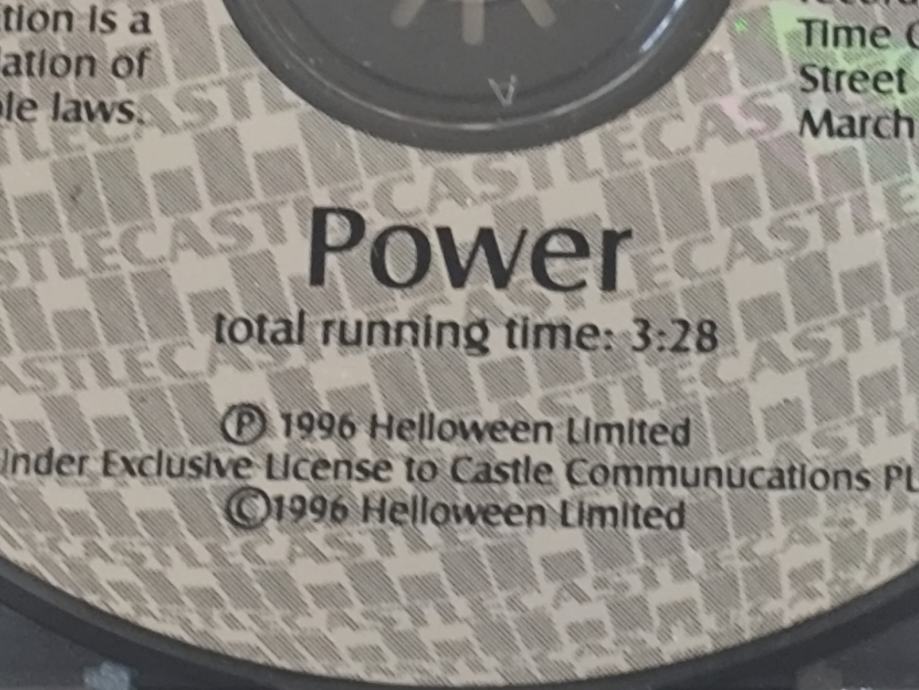 tion is a
ation of
le laws.
Time
Street
March
Power
total running time: 3:28
Ⓟ 1996 Helloween Limited
Under Exclusive License to Castle Communucations PL
©1996 Helloween Limited